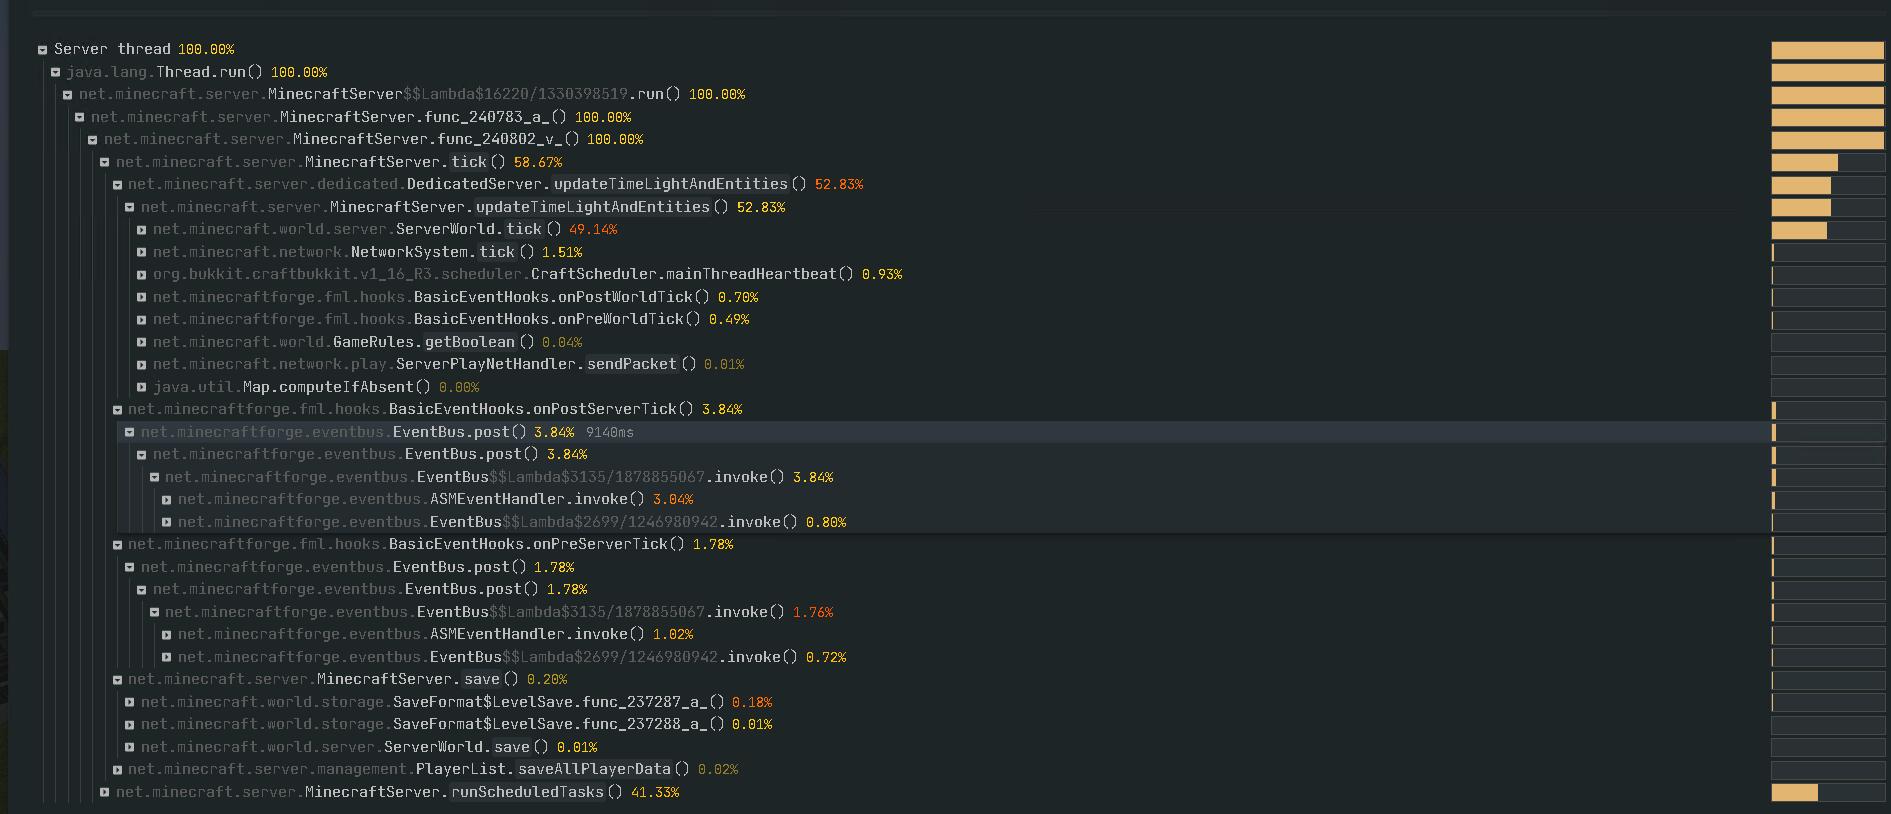 Server thread 100.00%
java.lang.Thread.run() 100.00%
net.minecraft.server.MinecraftServer$$Lambda$16220/1330398519.run() 100.00%
net.minecraft.server.MinecraftServer.func_240783_a_() 100.00%
net.minecraft.server.MinecraftServer.func_240802_v_() 100.00%
net.minecraft.server.MinecraftServer.tick() 58.67%
net.minecraft.server.dedicated.DedicatedServer.updateTimeLightAndEntities() 52.83%
net.minecraft.server.MinecraftServer.updateTimeLightAndEntities() 52.83%
net.minecraft.world.server.ServerWorld.tick() 49.14%
net.minecraft.network.NetworkSystem.tick() 1.51%
org.bukkit.craftbukkit.v1_16_R3.scheduler.CraftScheduler.mainThreadHeartbeat() 0.93%
net.minecraftforge.fml.hooks.BasicEventHooks.onPostWorldTick() 0.70%
net.minecraftforge.fml.hooks.BasicEventHooks.onPreWorldTick() 0.49%
net.minecraft.world.GameRules.getBoolean() 0.04%
net.minecraft.network.play.ServerPlayNetHandler.sendPacket() 0.01%
java.util.Map.computeIfAbsent() 0.00%
net.minecraftforge.fml.hooks.BasicEventHooks.onPostServerTick() 3.84%
net.minecraftforge.eventbus.EventBus.post() 3.84% 9140ms
net.minecraftforge.eventbus.EventBus.post() 3.84%
net.minecraftforge.eventbus.EventBus$$Lambda$3135/1878855067.invoke() 3.84%
net.minecraftforge.eventbus.ASMEventHandler.invoke() 3.04%
net.minecraftforge.eventbus.EventBus$$Lambda$2699/1246980942.invoke() 0.80%
net.minecraftforge.fml.hooks.BasicEventHooks.onPreServerTick() 1.78%
net.minecraftforge.eventbus.EventBus.post() 1.78%
net.minecraftforge.eventbus.EventBus.post() 1.78%
net.minecraftforge.eventbus.EventBus$$Lambda$3135/1878855067.invoke() 1.76%
net.minecraftforge.eventbus.ASMEventHandler.invoke() 1.02%
net.minecraftforge.eventbus.EventBus$$Lambda$2699/1246980942.invoke() 0.72%
net.minecraft.server.MinecraftServer.save() 0.20%
net.minecraft.world.storage.SaveFormat$LevelSave.func_237287_a_() 0.18%
net.minecraft.world.storage.SaveFormat$LevelSave.func_237288_a_() 0.01%
net.minecraft.world.server.ServerWorld.save() 0.01%
net.minecraft.server.management.PlayerList.saveAllPlayerData() 0.02%
net.minecraft.server.MinecraftServer.runScheduledTasks() 41.33%